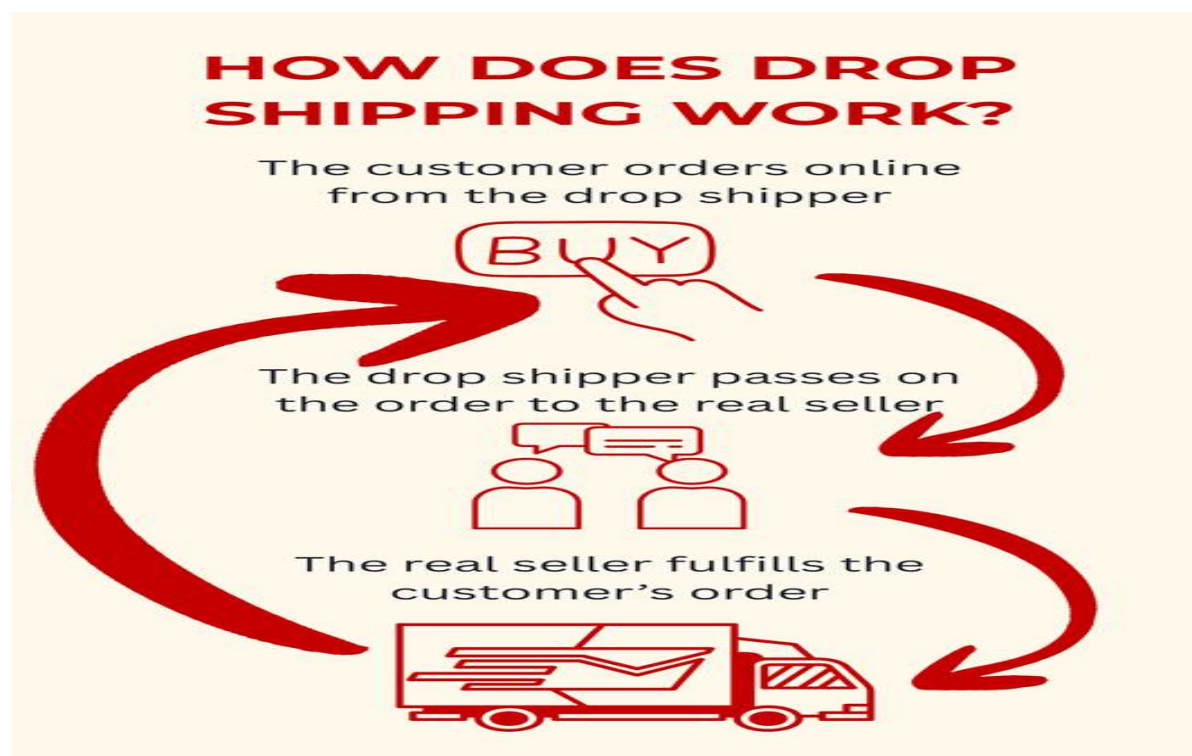 HOW DOES DROP
SHIPPING WORK?
The customer orders online
from the drop shipper
BUY
The drop shipper passes on
the order to the real seller
The real seller fulfills the
customer’s order